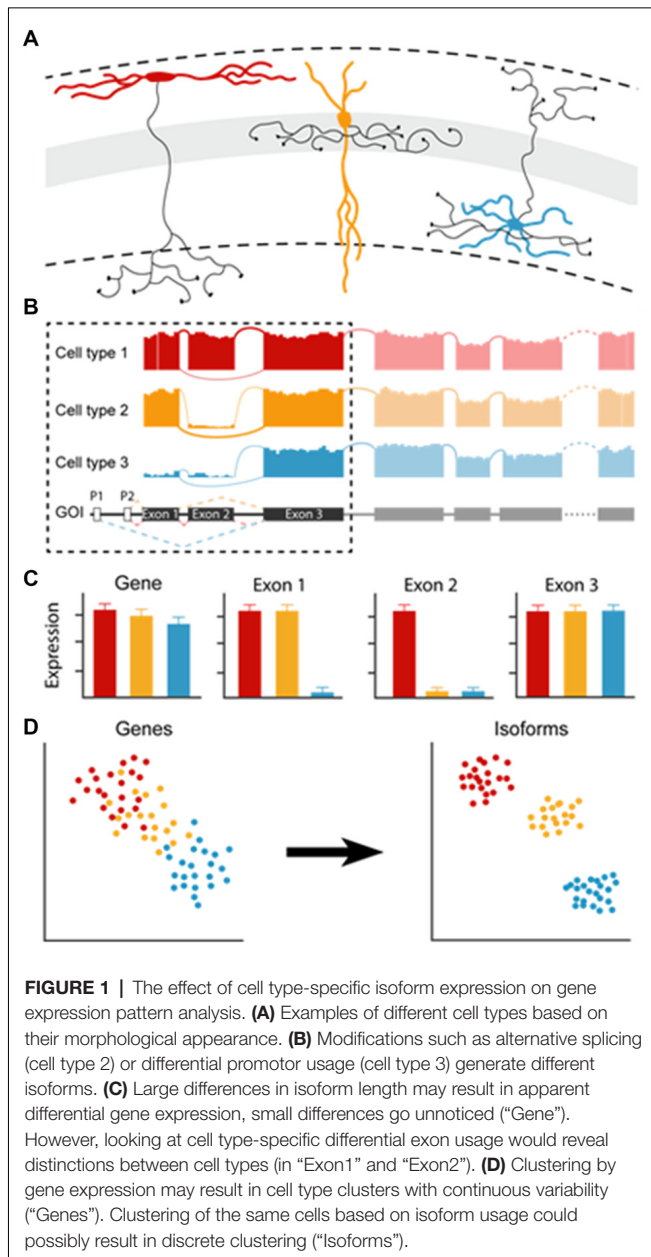 A
B
Cell type 1
Cell type 2
Cell type 3
P1 P2
GOI Exon 1 Exon 2 Exon 3
C
Gene Exon 1 Exon 2 Exon 3
Expression
D
Genes Isoforms
FIGURE 1 | The effect of cell type-specific isoform expression on gene
expression pattern analysis. (A) Examples of different cell types based on
their morphological appearance. (B) Modifications such as alternative splicing
(cell type 2) or differential promotor usage (cell type 3) generate different
isoforms. (C) Large differences in isoform length may result in apparent
differential gene expression, small differences go unnoticed (“Gene”).
However, looking at cell type-specific differential exon usage would reveal
distinctions between cell types (in “Exon1” and “Exon2”). (D) Clustering by
gene expression may result in cell type clusters with continuous variability
(“Genes”). Clustering of the same cells based on isoform usage could
possibly result in discrete clustering (“Isoforms”).